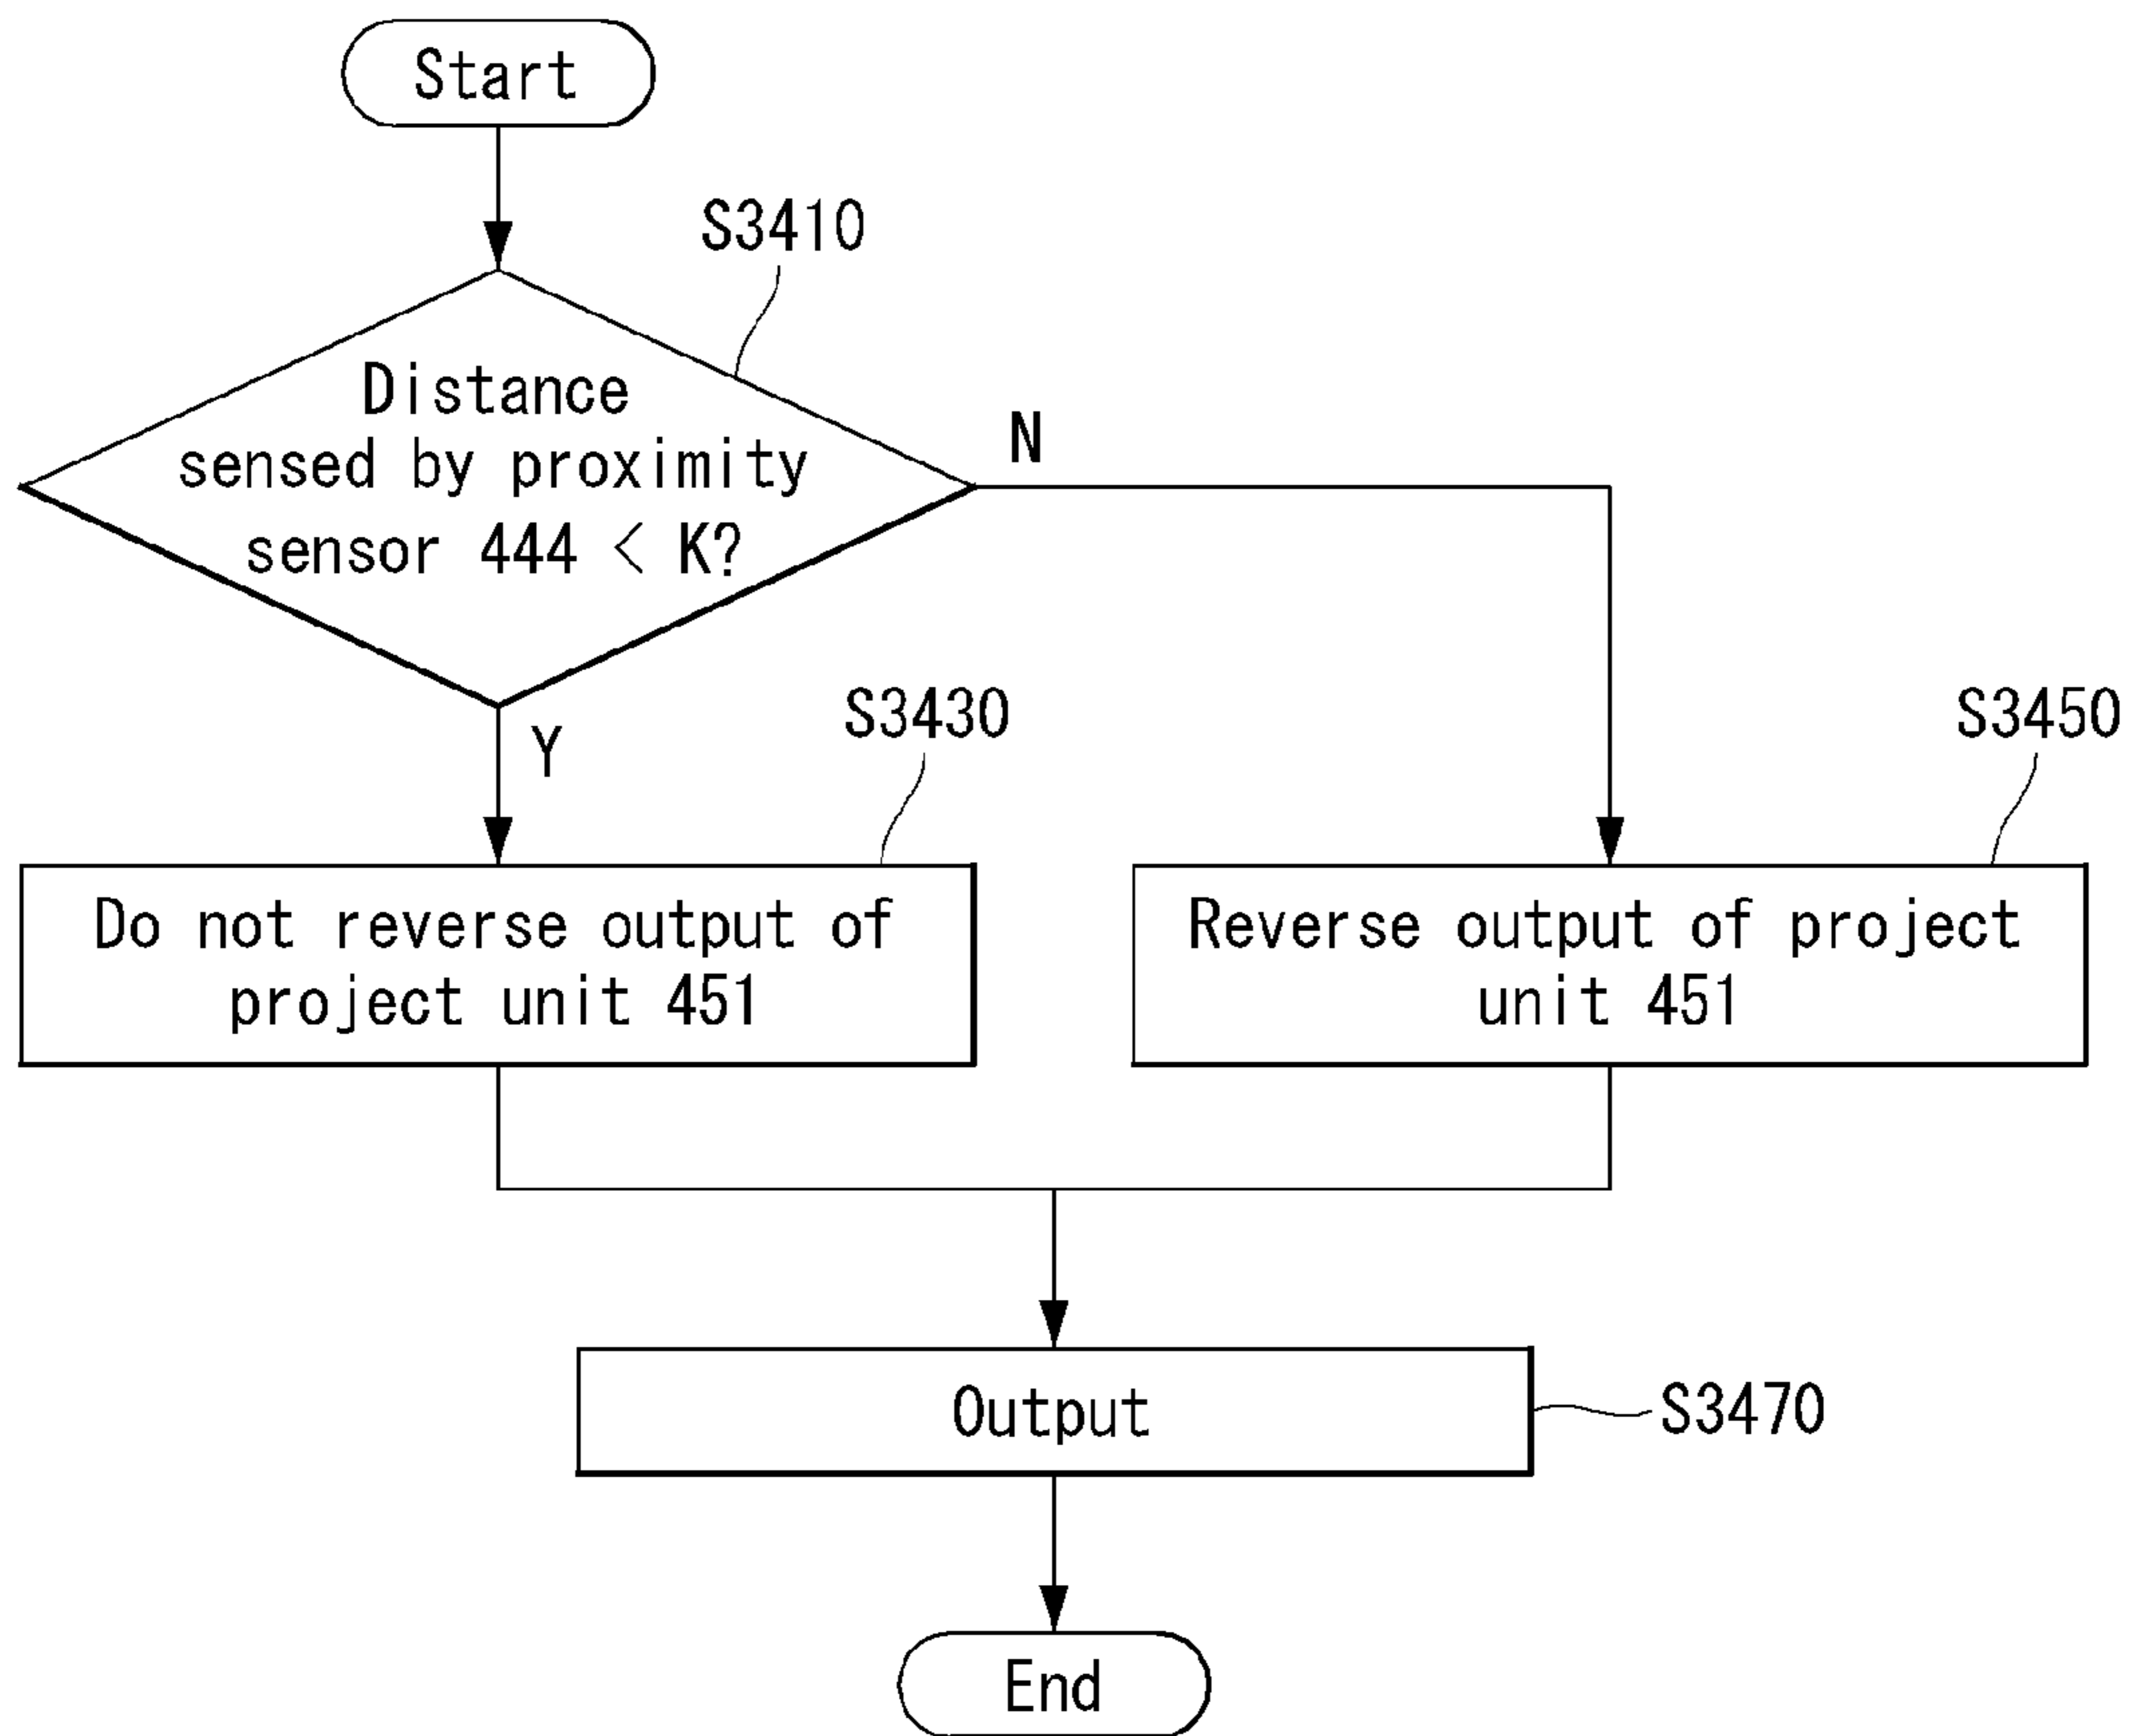 Start
S3410
Distance
sensed by proximity
sensor 444 < K?
N
Y
S3430
S3450
Do not reverse output of
project unit 451
Reverse output of project
unit 451
Output
S3470
End